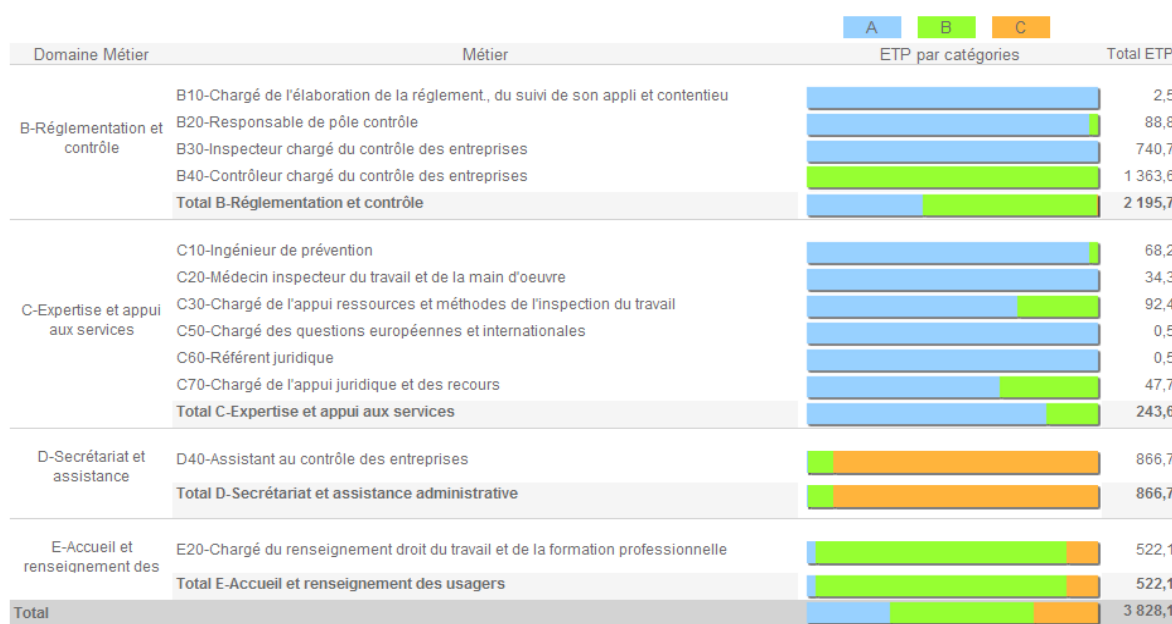 A B C
Domaine Métier Métier ETP par catégories Total ETP
B10-Chargé de l'élaboration de la réglement., du suivi de son appli et contentieu 2,5
B-Réglementation et contrôle B20-Responsable de pôle contrôle 88,8
B30-Inspecteur chargé du contrôle des entreprises 740,7
B40-Contrôleur chargé du contrôle des entreprises 1 363,6
Total B-Réglementation et contrôle 2 195,7
C10-Ingénieur de prévention 68,2
C20-Médecin inspecteur du travail et de la main d'oeuvre 34,3
C-Expertise et appui aux services C30-Chargé de l'appui ressources et méthodes de l'inspection du travail 92,4
C50-Chargé des questions européennes et internationales 0,5
C60-Référent juridique 0,5
C70-Chargé de l'appui juridique et des recours 47,7
Total C-Expertise et appui aux services 243,6
D-Secrétariat et assistance D40-Assistant au contrôle des entreprises 866,7
Total D-Secrétariat et assistance administrative 866,7
E-Accueil et renseignement des E20-Chargé du renseignement droit du travail et de la formation professionnelle 522,1
Total E-Accueil et renseignement des usagers 522,1
Total 3 828,1